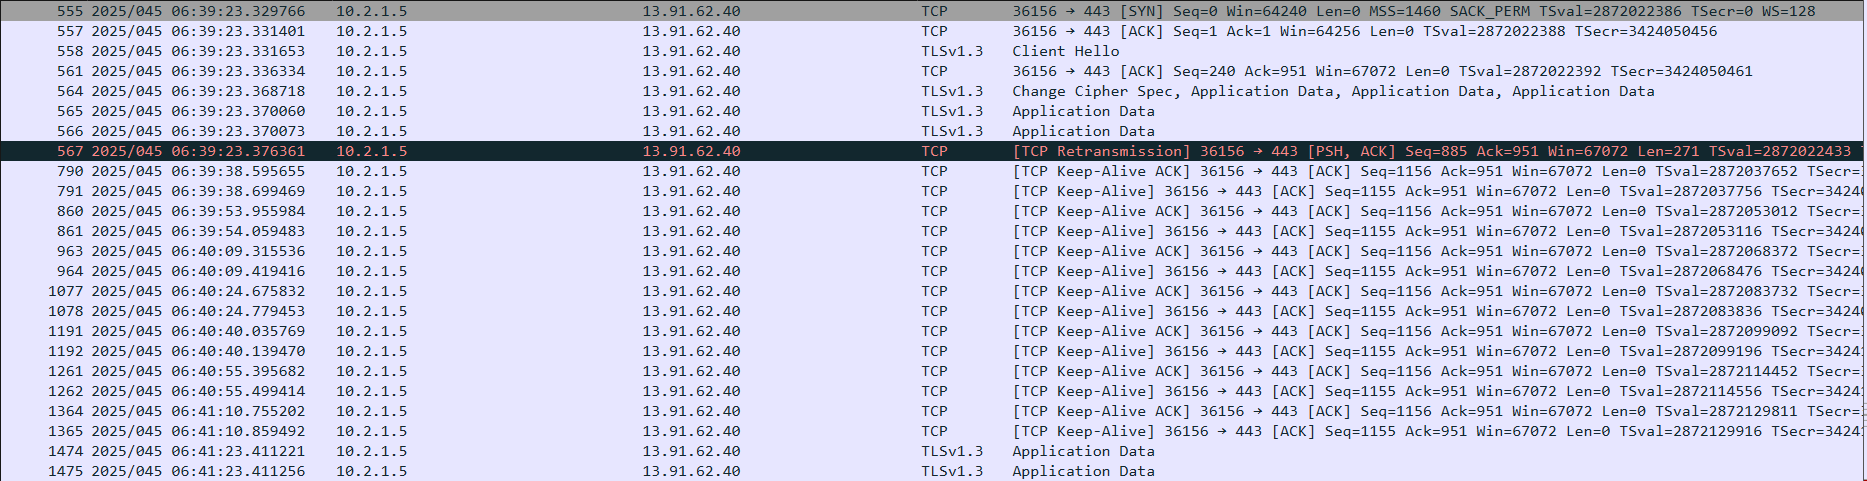 555 2025/045 06:39:23.329766 10.2.1.5 13.91.62.40 TCP 36156 → 443 [SYN] Seq=0 Win=64240 Len=0 MSS=1460 SACK_PERM TSval=2872022386 TSecr=0 WS=128
557 2025/045 06:39:23.331401 10.2.1.5 13.91.62.40 TCP 36156 → 443 [ACK] Seq=1 Ack=1 Win=64256 Len=0 TSval=2872022388 TSecr=3424050456
558 2025/045 06:39:23.331653 10.2.1.5 13.91.62.40 TLSv1.3 Client Hello
561 2025/045 06:39:23.336334 10.2.1.5 13.91.62.40 TCP 36156 → 443 [ACK] Seq=240 Ack=951 Win=67072 Len=0 TSval=2872022392 TSecr=3424050461
564 2025/045 06:39:23.368718 10.2.1.5 13.91.62.40 TLSv1.3 Change Cipher Spec, Application Data, Application Data, Application Data
565 2025/045 06:39:23.370060 10.2.1.5 13.91.62.40 TLSv1.3 Application Data
566 2025/045 06:39:23.370073 10.2.1.5 13.91.62.40 TLSv1.3 Application Data
567 2025/045 06:39:23.376361 10.2.1.5 13.91.62.40 TCP [TCP Retransmission] 36156 → 443 [PSH, ACK] Seq=885 Ack=951 Win=67072 Len=271 TSval=2872022433
790 2025/045 06:39:38.595655 10.2.1.5 13.91.62.40 TCP [TCP Keep-Alive ACK] 36156 → 443 [ACK] Seq=1156 Ack=951 Win=67072 Len=0 TSval=2872037652 TSecr=
791 2025/045 06:39:38.699469 10.2.1.5 13.91.62.40 TCP [TCP Keep-Alive] 36156 → 443 [ACK] Seq=1155 Ack=951 Win=67072 Len=0 TSval=2872037756 TSecr=3424
860 2025/045 06:39:53.955984 10.2.1.5 13.91.62.40 TCP [TCP Keep-Alive ACK] 36156 → 443 [ACK] Seq=1156 Ack=951 Win=67072 Len=0 TSval=2872053012 TSecr=
861 2025/045 06:39:54.059483 10.2.1.5 13.91.62.40 TCP [TCP Keep-Alive] 36156 → 443 [ACK] Seq=1155 Ack=951 Win=67072 Len=0 TSval=2872053116 TSecr=3424
963 2025/045 06:40:09.315536 10.2.1.5 13.91.62.40 TCP [TCP Keep-Alive ACK] 36156 → 443 [ACK] Seq=1156 Ack=951 Win=67072 Len=0 TSval=2872068372 TSecr=
964 2025/045 06:40:09.419416 10.2.1.5 13.91.62.40 TCP [TCP Keep-Alive] 36156 → 443 [ACK] Seq=1155 Ack=951 Win=67072 Len=0 TSval=2872068476 TSecr=3424
1077 2025/045 06:40:24.675832 10.2.1.5 13.91.62.40 TCP [TCP Keep-Alive ACK] 36156 → 443 [ACK] Seq=1156 Ack=951 Win=67072 Len=0 TSval=2872083732 TSecr=
1078 2025/045 06:40:24.779453 10.2.1.5 13.91.62.40 TCP [TCP Keep-Alive] 36156 → 443 [ACK] Seq=1155 Ack=951 Win=67072 Len=0 TSval=2872083836 TSecr=3424
1191 2025/045 06:40:40.035769 10.2.1.5 13.91.62.40 TCP [TCP Keep-Alive ACK] 36156 → 443 [ACK] Seq=1156 Ack=951 Win=67072 Len=0 TSval=2872099092 TSecr=
1192 2025/045 06:40:40.139470 10.2.1.5 13.91.62.40 TCP [TCP Keep-Alive] 36156 → 443 [ACK] Seq=1155 Ack=951 Win=67072 Len=0 TSval=2872099196 TSecr=3424
1261 2025/045 06:40:55.395682 10.2.1.5 13.91.62.40 TCP [TCP Keep-Alive ACK] 36156 → 443 [ACK] Seq=1156 Ack=951 Win=67072 Len=0 TSval=2872114452 TSecr=
1262 2025/045 06:40:55.499414 10.2.1.5 13.91.62.40 TCP [TCP Keep-Alive] 36156 → 443 [ACK] Seq=1155 Ack=951 Win=67072 Len=0 TSval=2872114556 TSecr=3424
1364 2025/045 06:41:10.755202 10.2.1.5 13.91.62.40 TCP [TCP Keep-Alive ACK] 36156 → 443 [ACK] Seq=1156 Ack=951 Win=67072 Len=0 TSval=2872129811 TSecr=
1365 2025/045 06:41:10.859492 10.2.1.5 13.91.62.40 TCP [TCP Keep-Alive] 36156 → 443 [ACK] Seq=1155 Ack=951 Win=67072 Len=0 TSval=2872129916 TSecr=3424
1474 2025/045 06:41:23.411221 10.2.1.5 13.91.62.40 TLSv1.3 Application Data
1475 2025/045 06:41:23.411256 10.2.1.5 13.91.62.40 TLSv1.3 Application Data